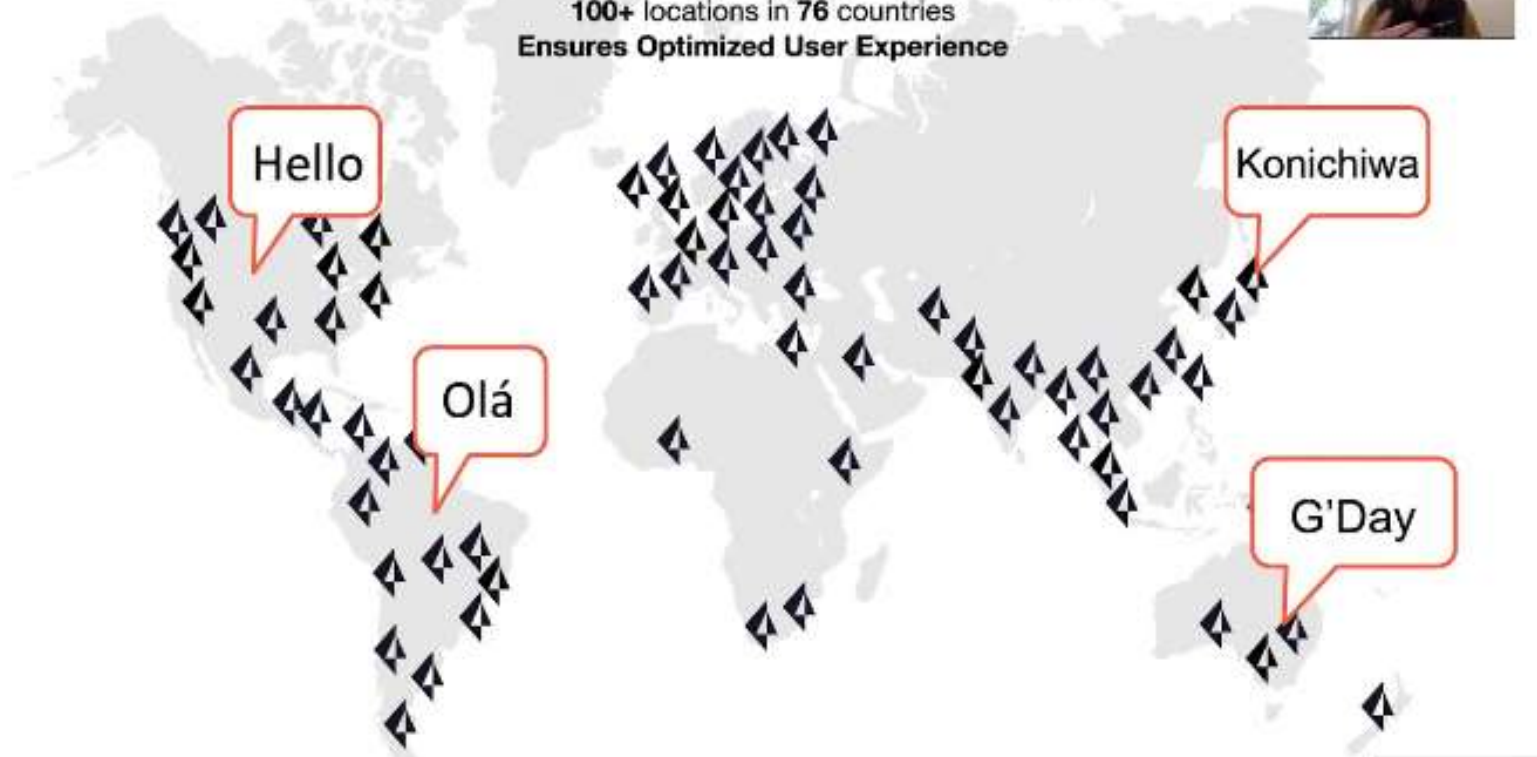 100+ locations in 76 countries
Ensures Optimized User Experience
Hello
Konichiwa
Olá
G'Day